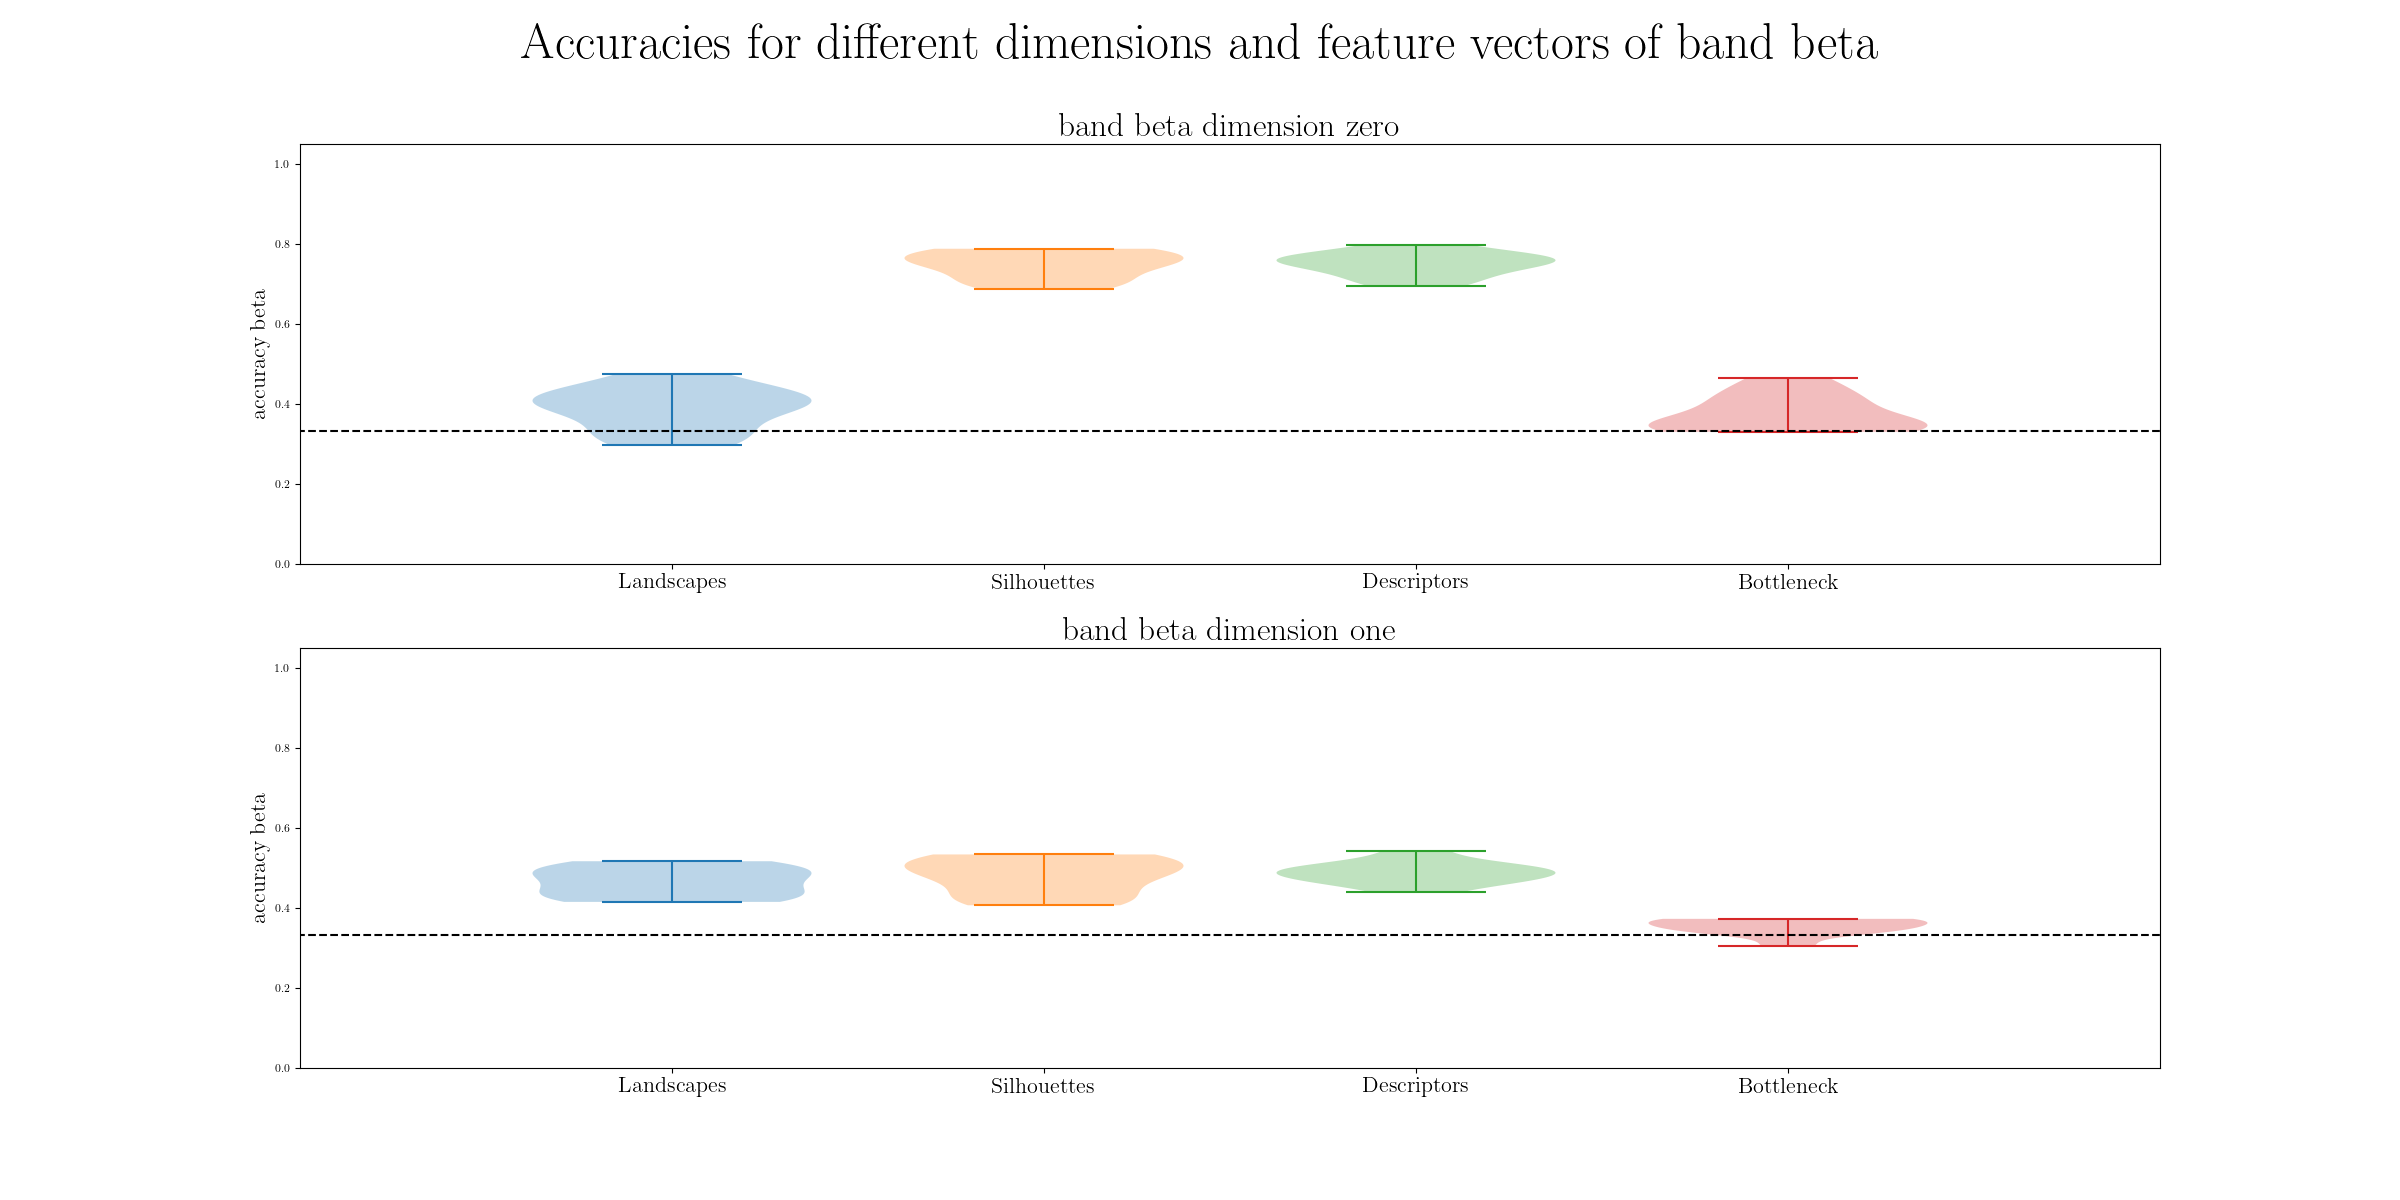 Accuracies for different dimensions and feature vectors of band beta
band beta dimension zero
1.0
0.8
0.6
0.4
0.2
0.0
accuracy beta
Landscapes Silhouettes Descriptors Bottleneck
band beta dimension one
1.0
0.8
0.6
0.4
0.2
0.0
accuracy beta
Landscapes Silhouettes Descriptors Bottleneck